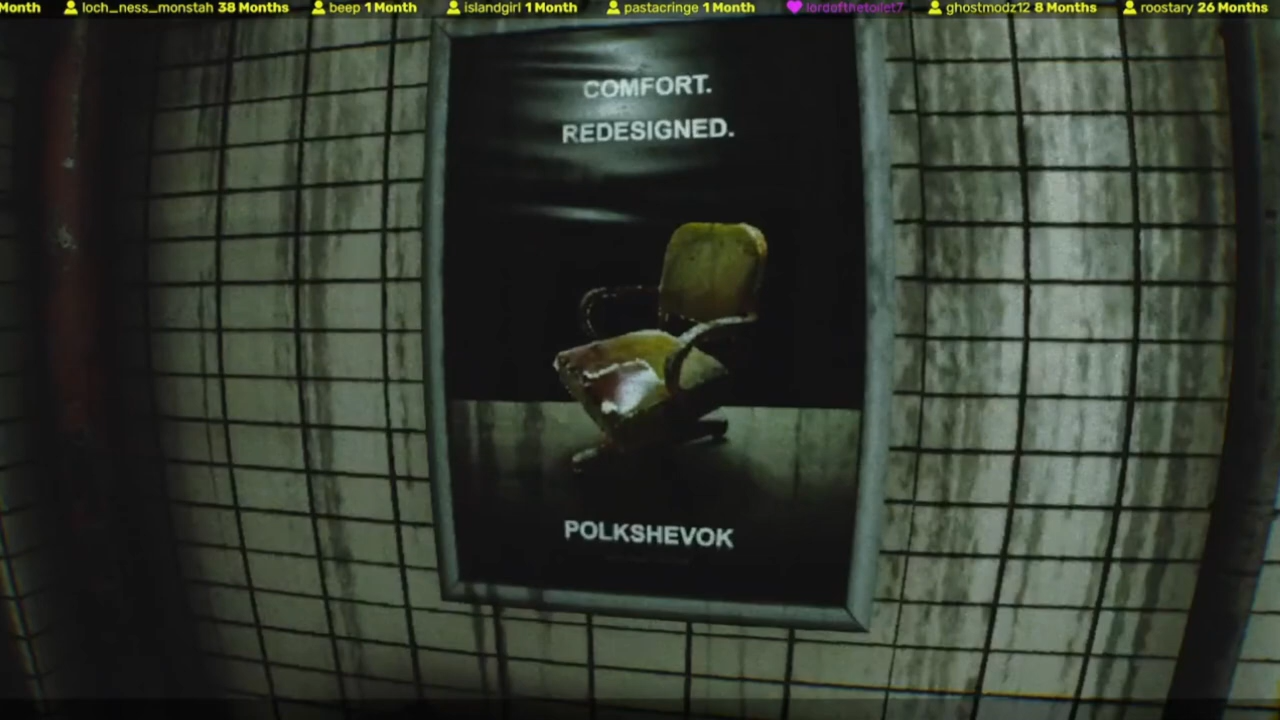 Month loch_ness_monstah 38 Months beep 1 Month islandgirl 1 Month pastacringe 1 Month lordofthetoilet7 ghostmodz12 8 Months roostary 26 Months
COMFORT.
REDESIGNED.
POLKSHEVOK